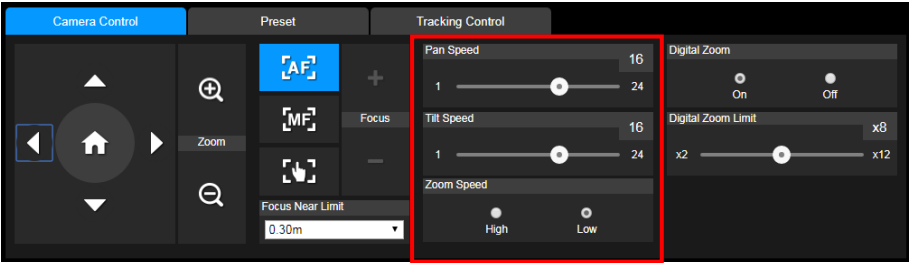 Camera Control
Preset
Tracking Control
AF
MF
Zoom
Focus
Focus Near Limit
0.30m
Pan Speed
16
1 24
Tilt Speed
16
1 24
Zoom Speed
High Low
Digital Zoom
On Off
Digital Zoom Limit
x8
x2 x12